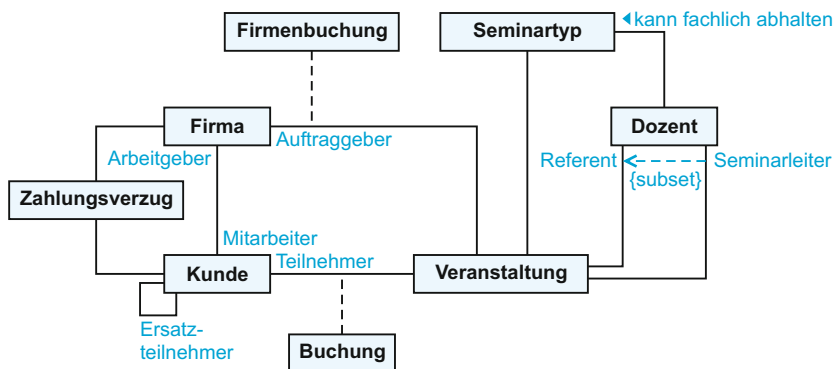 Firmenbuchung
Seminartyp
◄kann fachlich abhalten
Firma
Dozent
Auftraggeber
Arbeitgeber
Referent
Seminarleiter
{subset}
Zahlungsverzug
Mitarbeiter
Teilnehmer
Kunde
Veranstaltung
Ersatz-
teilnehmer
Buchung